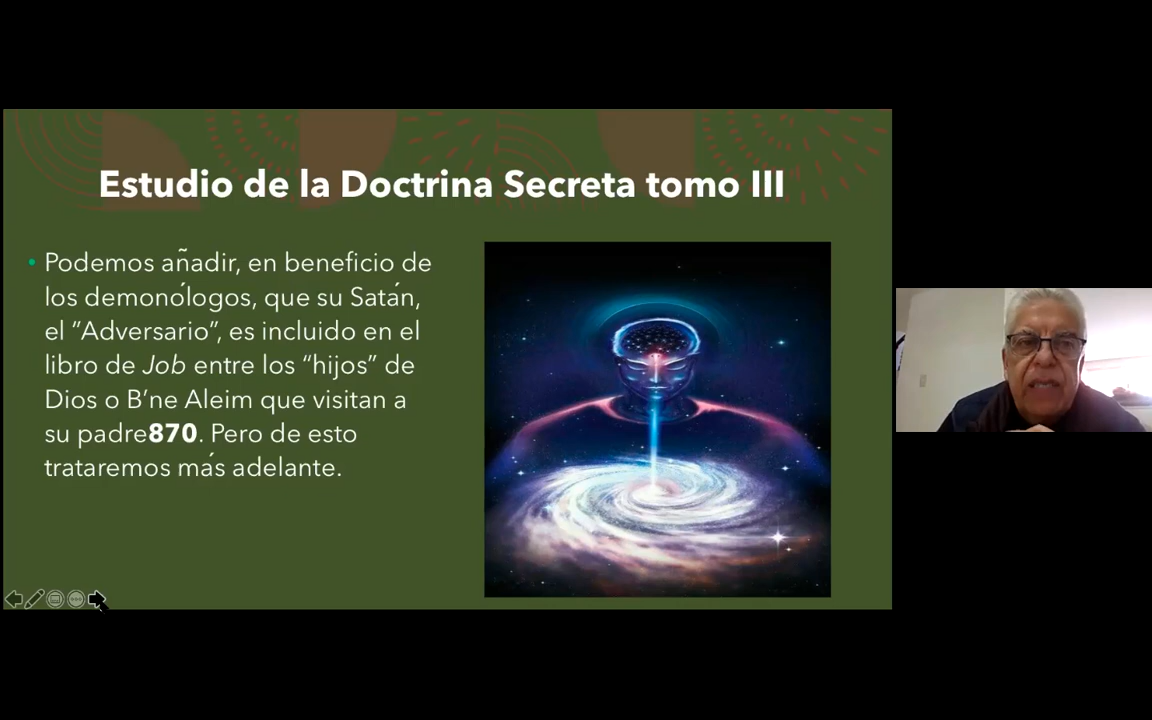 Estudio de la Doctrina Secreta tomo III
• Podemos añadir, en beneficio de
los demonólogos, que su Satán,
el “Adversario”, es incluido en el
libro de Job entre los “hijos” de
Dios o B’ne Aleim que visitan a
su padre870. Pero de esto
trataremos más adelante.